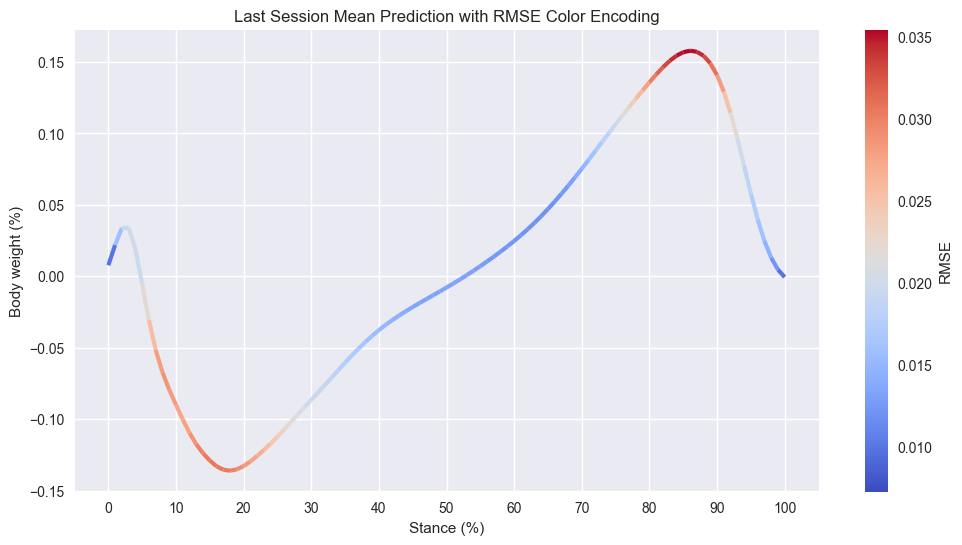 Last Session Mean Prediction with RMSE Color Encoding
0.15
0.10
0.05
0.00
−0.05
−0.10
−0.15
Body weight (%)
0 10 20 30 40 50 60 70 80 90 100
Stance (%)
0.035
0.030
0.025
0.020
0.015
0.010
RMSE